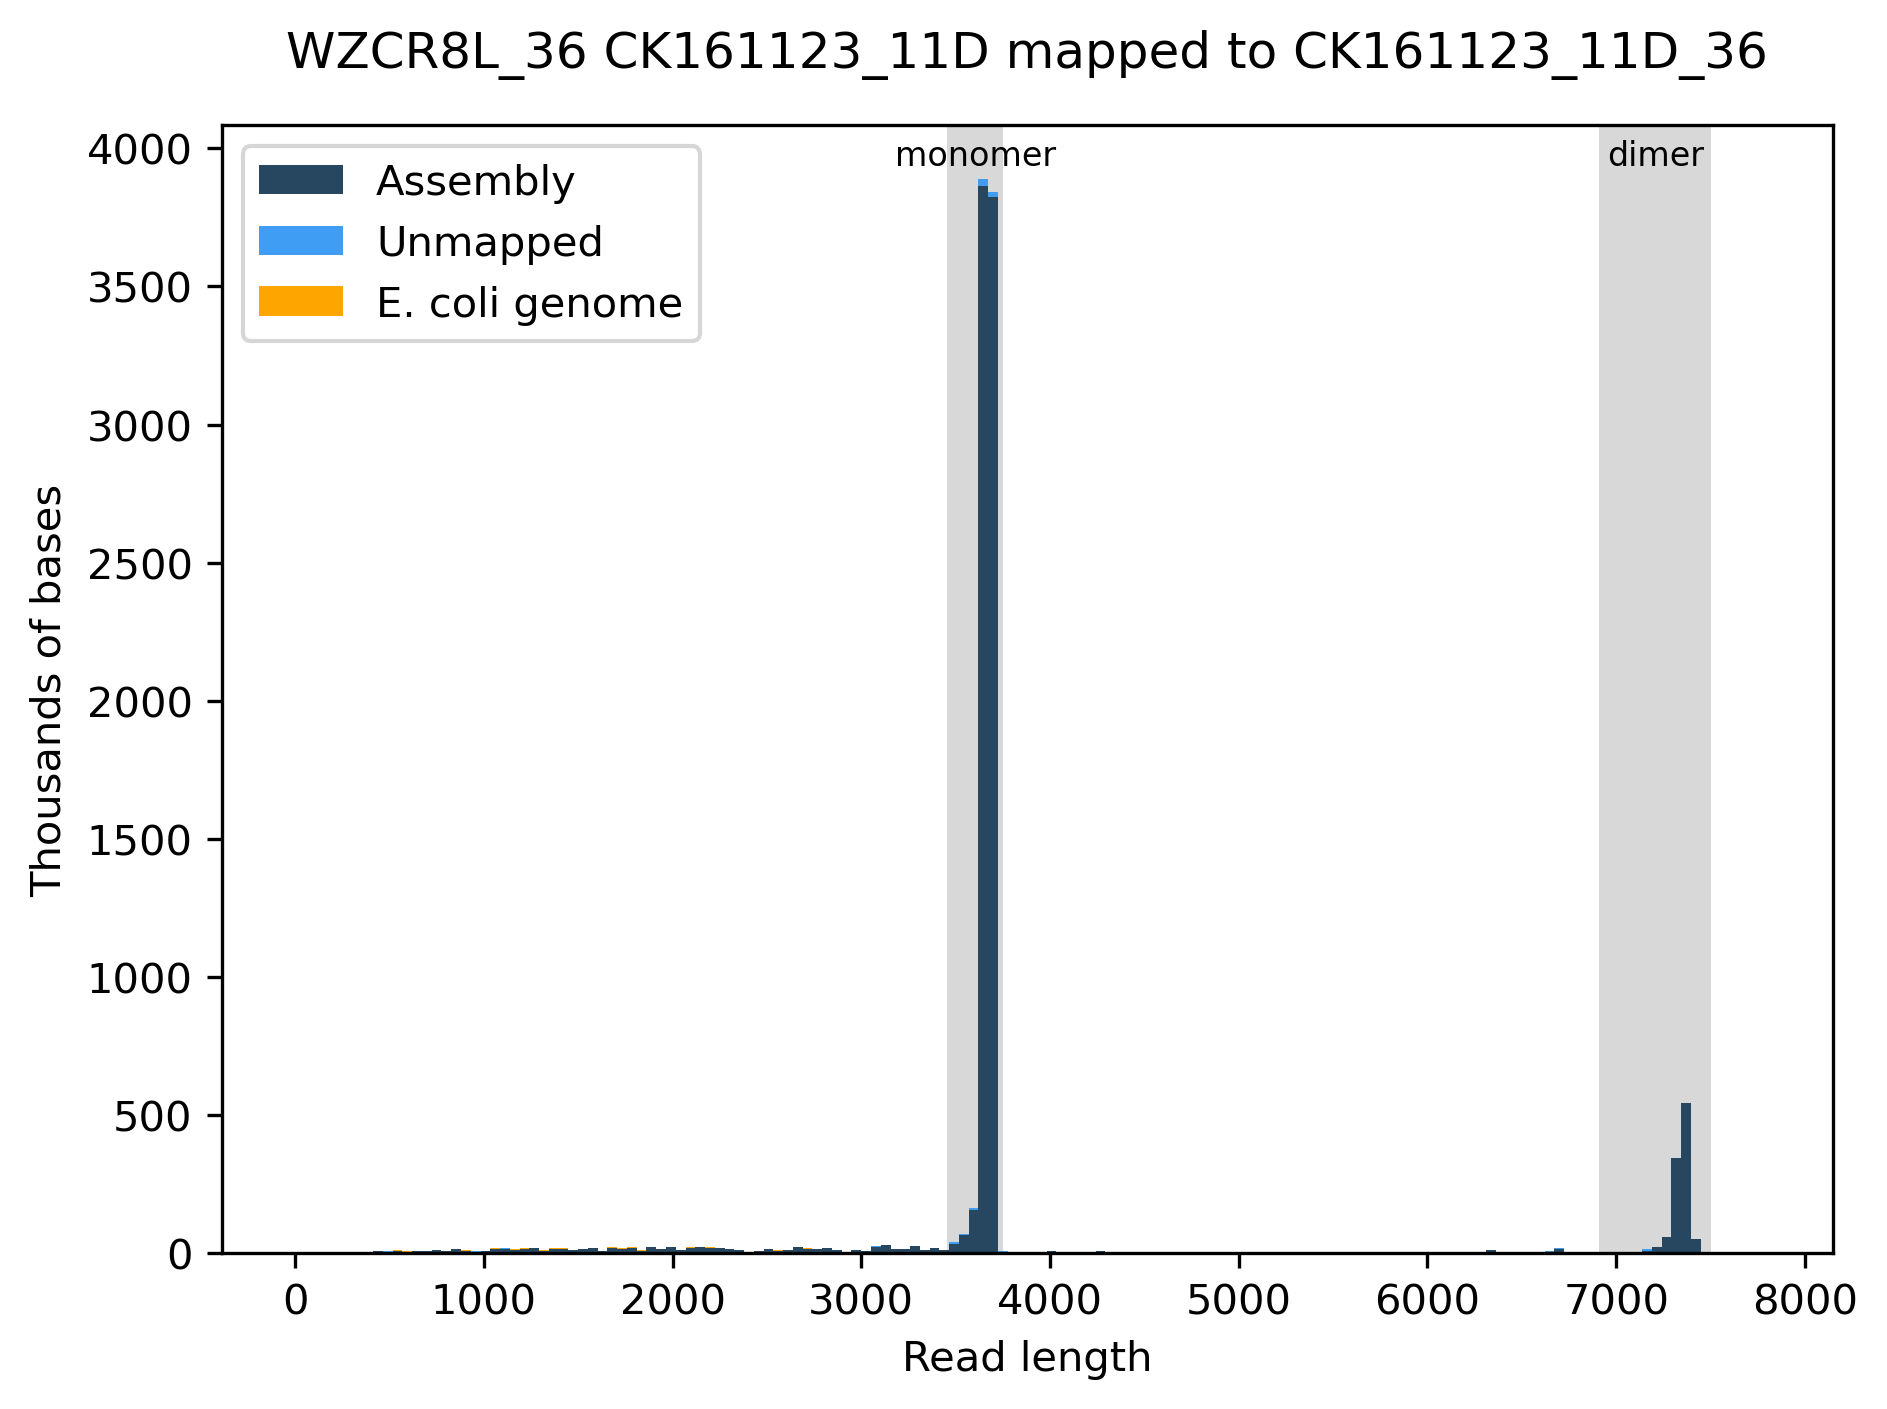 WZCR8L_36 CK161123_11D mapped to CK161123_11D_36
monomer
dimer
Assembly
Unmapped
E. coli genome
4000
3500
3000
2500
2000
1500
1000
500
0
Thousands of bases
0 1000 2000 3000 4000 5000 6000 7000 8000
Read length